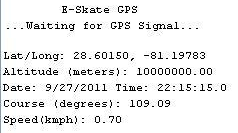 E-Skate GPS
...Waiting for GPS Signal...
Lat/Long: 28.60150, -81.19783
Altitude (meters): 10000000.00
Date: 9/27/2011 Time: 22:15:15.0
Course (degrees): 109.09
Speed(kmph): 0.70